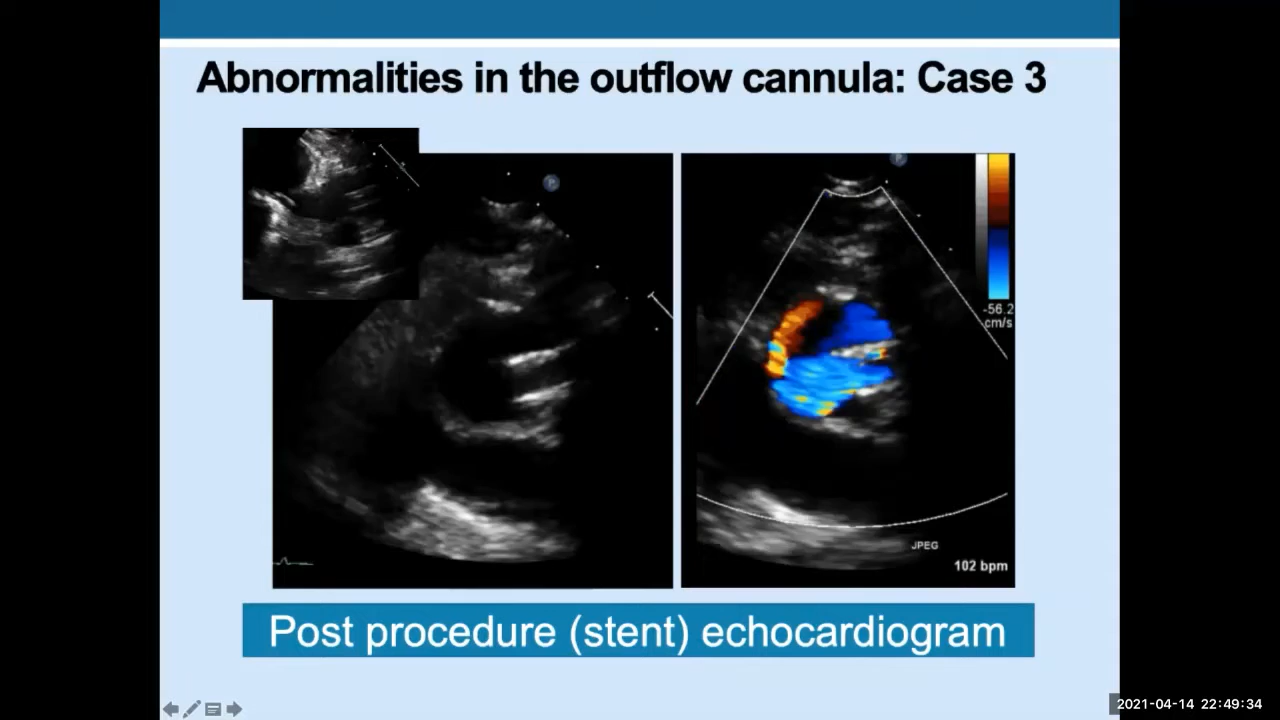 Abnormalities in the outflow cannula: Case 3
P
P
-56.2
cm/s
JPEG
102 bpm
Post procedure (stent) echocardiogram
2021-04-14 22:49:34